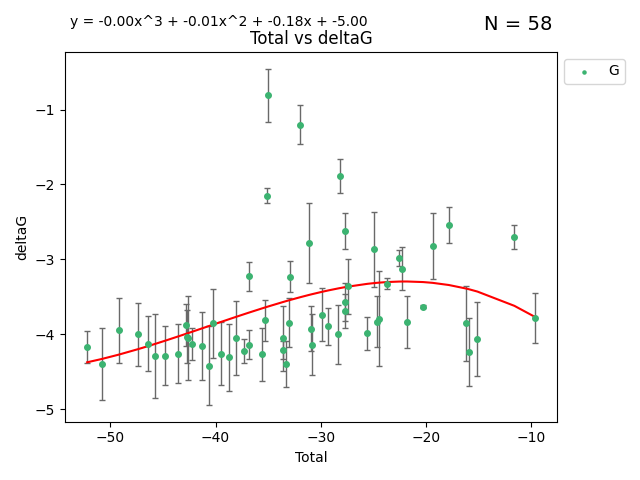 y = -0.00x^3 + -0.01x^2 + -0.18x + -5.00
N = 58
Total vs deltaG
G
−1
−2
−3
−4
−5
deltaG
−50 −40 −30 −20 −10
Total